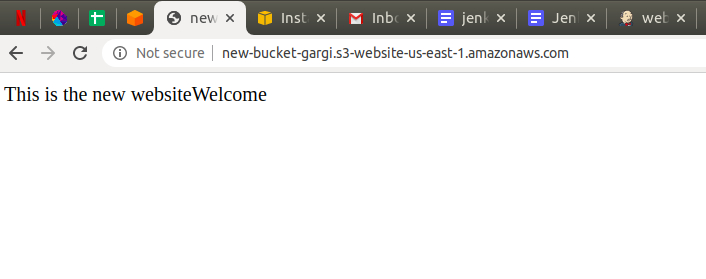 new
Inst
Inbo
jenk
Jenl
web
Not secure
new-bucket-gargi.s3-website-us-east-1.amazonaws.com
This is the new websiteWelcome